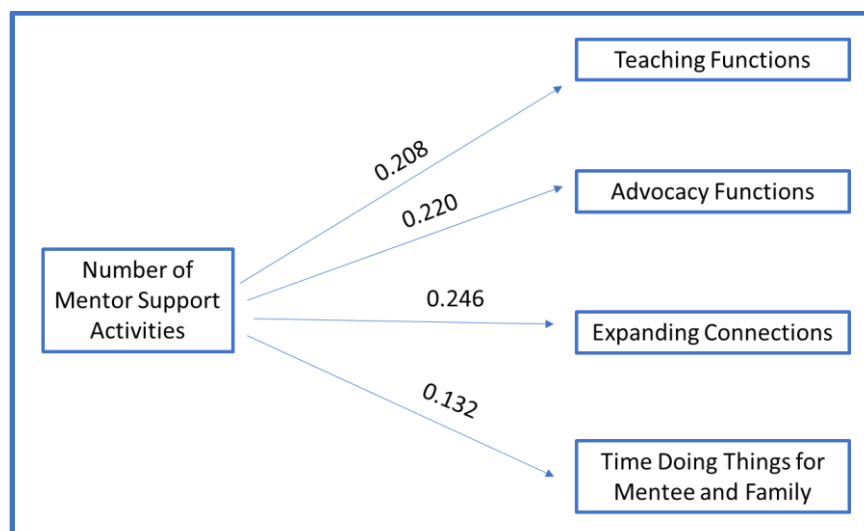 Teaching Functions
0.208
Advocacy Functions
0.220
Number of
Mentor Support
Activities
0.246
Expanding Connections
0.132
Time Doing Things for
Mentee and Family